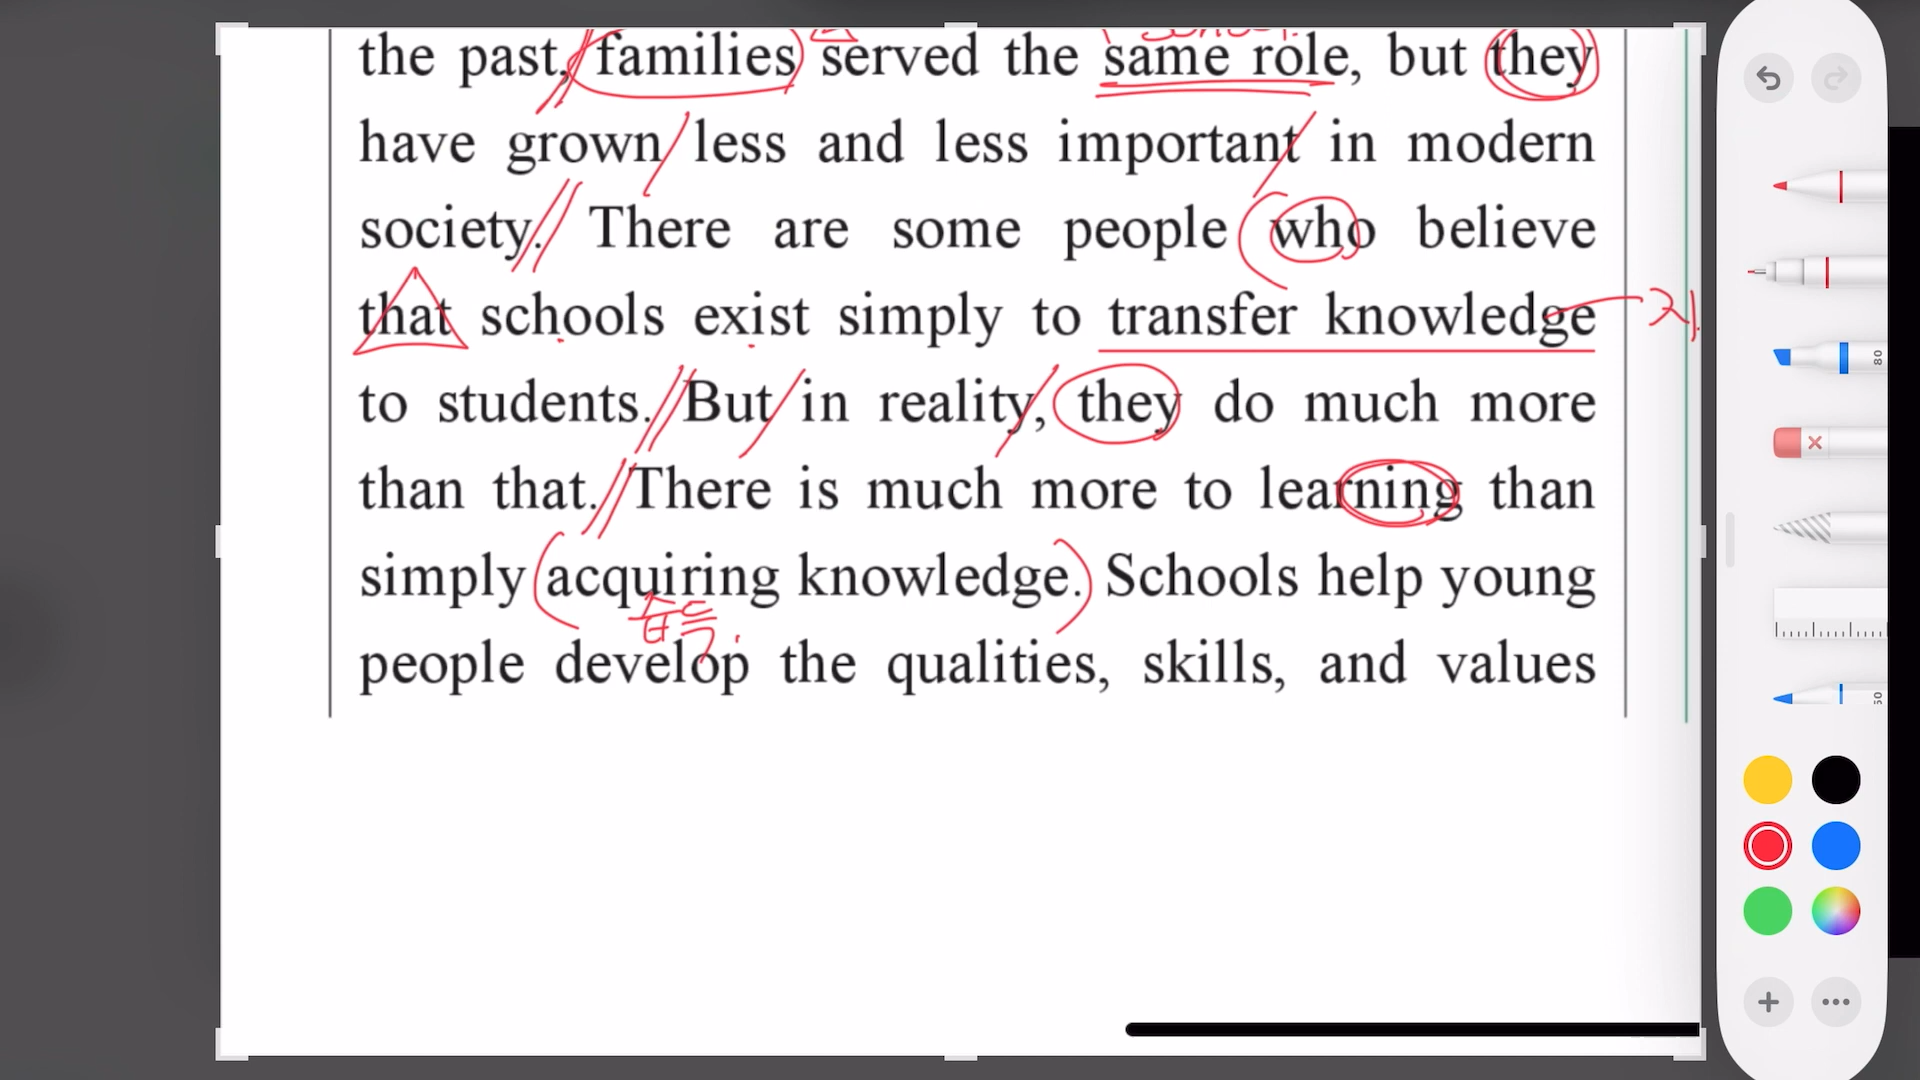 the past, families served the same role, but they
have grown less and less important in modern
society. There are some people who believe
that schools exist simply to transfer knowledge
to students. But in reality, they do much more
than that. There is much more to learning than
simply acquiring knowledge. Schools help young
people develop the qualities, skills, and values
80
50